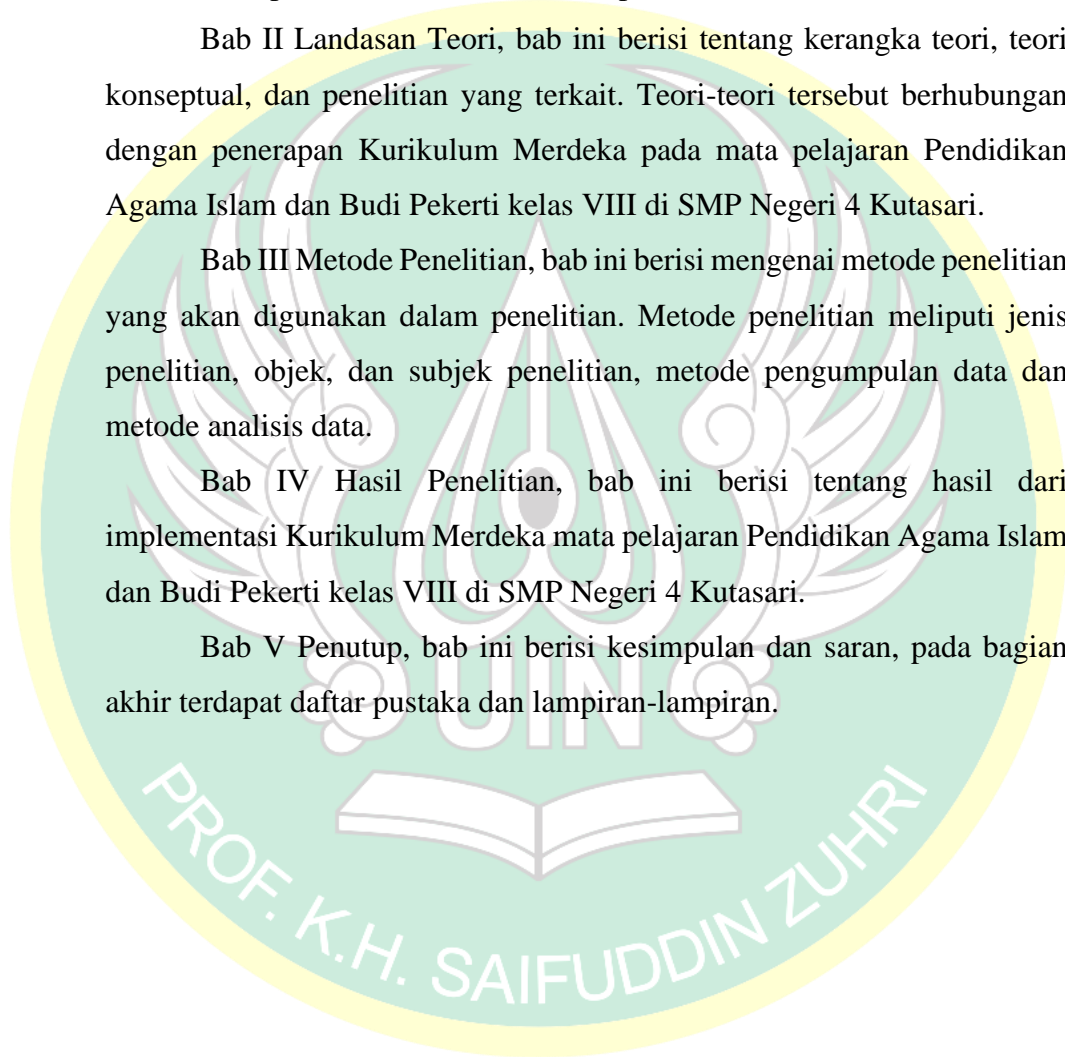 Bab II Landasan Teori, bab ini berisi tentang kerangka teori, teori
konseptual, dan penelitian yang terkait. Teori-teori tersebut berhubungan
dengan penerapan Kurikulum Merdeka pada mata pelajaran Pendidikan
Agama Islam dan Budi Pekerti kelas VIII di SMP Negeri 4 Kutasari.
Bab III Metode Penelitian, bab ini berisi mengenai metode penelitian
yang akan digunakan dalam penelitian. Metode penelitian meliputi jenis
penelitian, objek, dan subjek penelitian, metode pengumpulan data dan
metode analisis data.
Bab IV Hasil Penelitian, bab ini berisi tentang hasil dari
implementasi Kurikulum Merdeka mata pelajaran Pendidikan Agama Islam
dan Budi Pekerti kelas VIII di SMP Negeri 4 Kutasari.
Bab V Penutup, bab ini berisi kesimpulan dan saran, pada bagian
akhir terdapat daftar pustaka dan lampiran-lampiran.
UIN
PROF. K.H. SAIFUDDIN ZUHRI